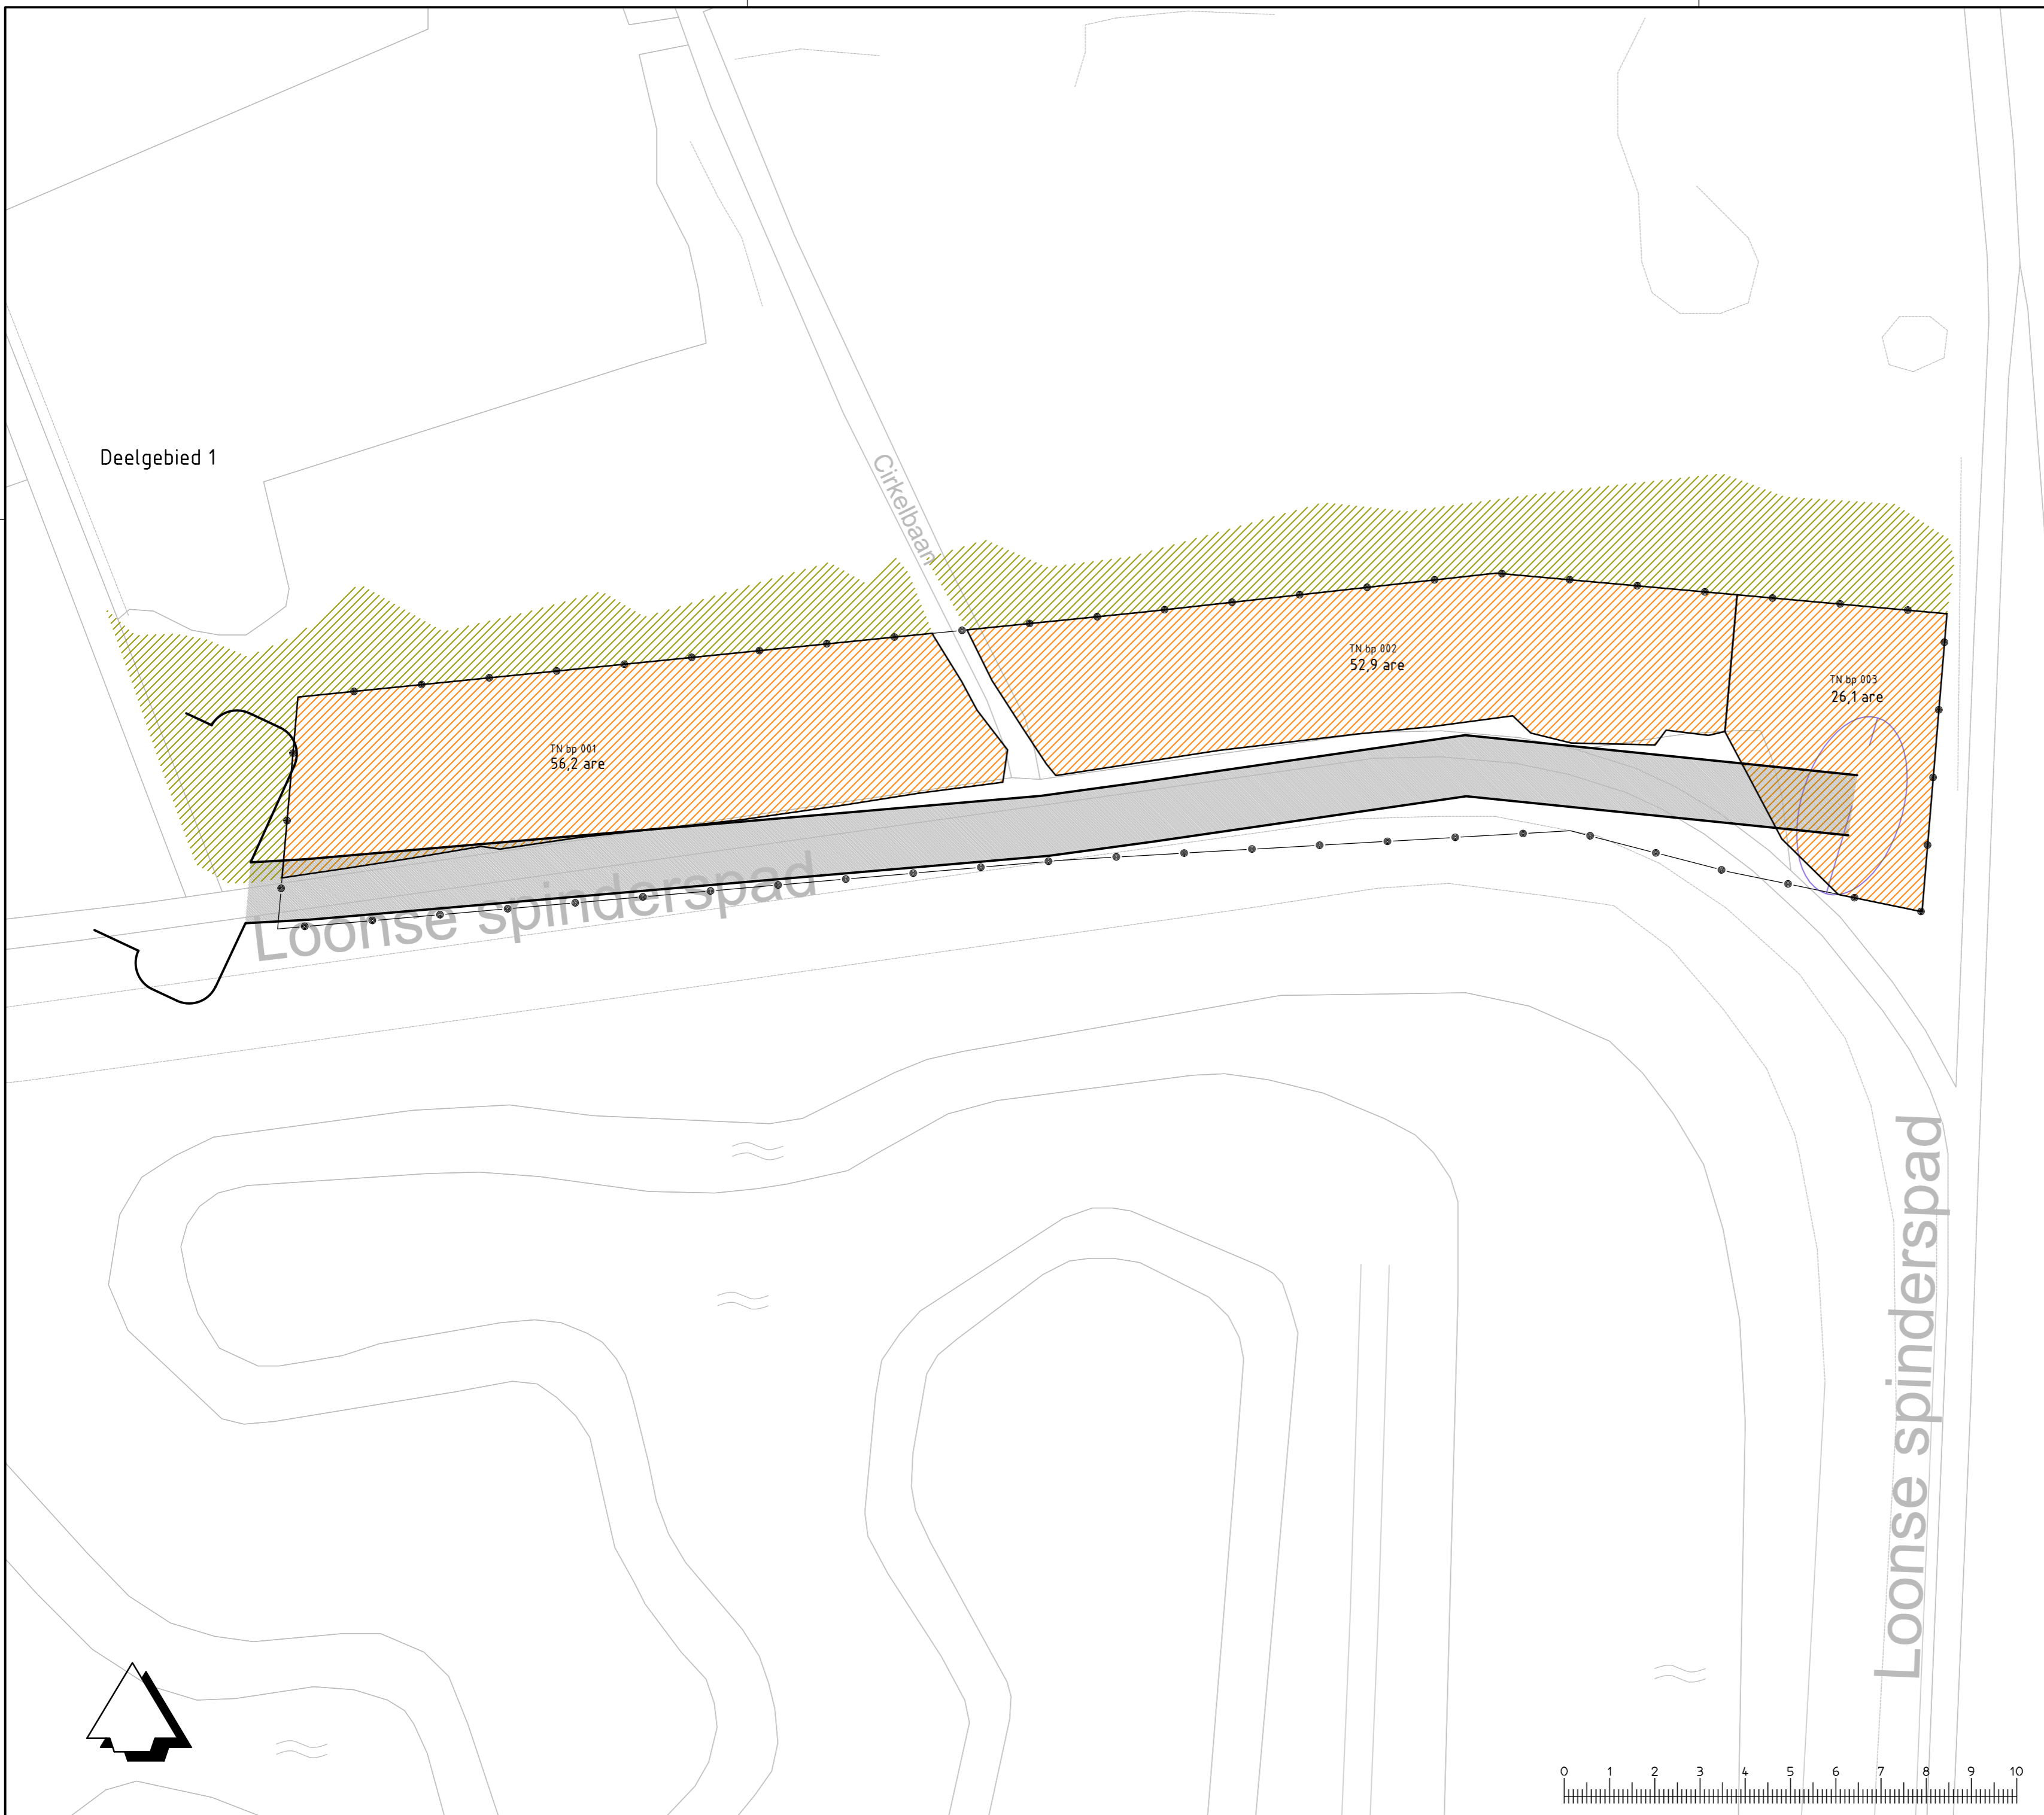 Deelgebied 1
Cirkelbaan
TN bp 001
56,2 are
TN bp 002
52,9 are
TN bp 003
26,1 are
Loonse spinderspad
Loonse spinderspad
0 1 2 3 4 5 6 7 8 9 10